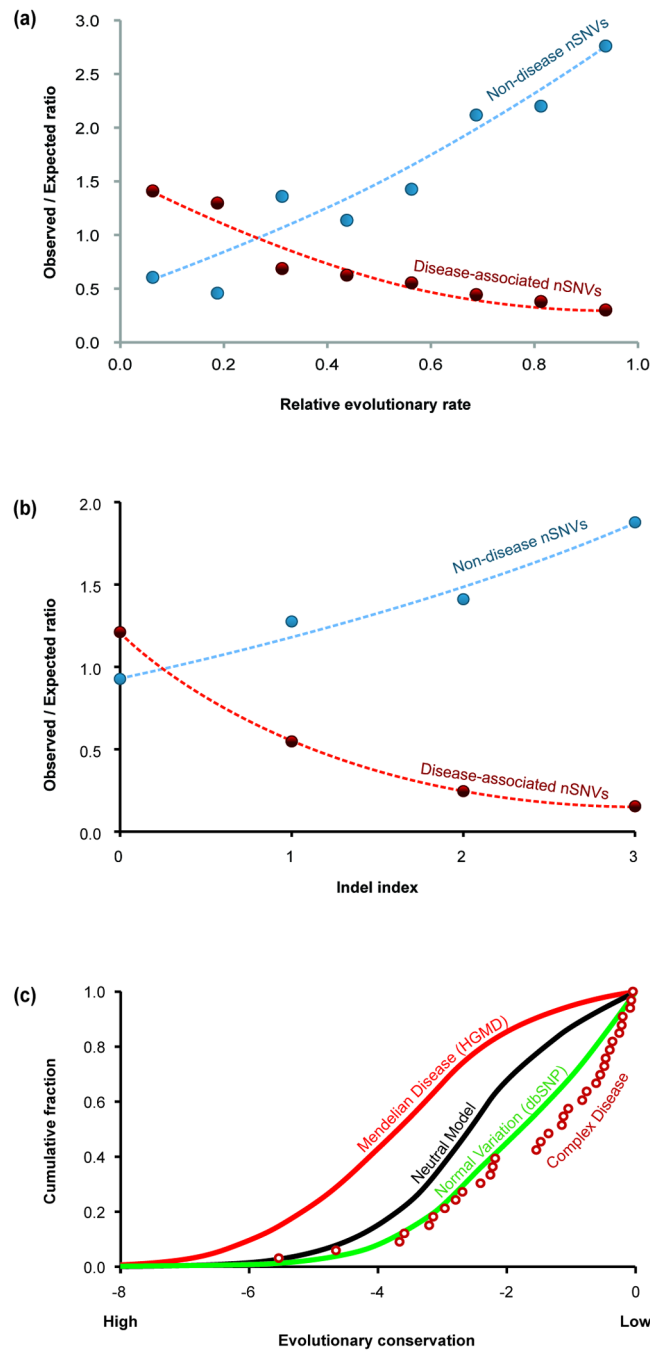 (a)
3.0
2.5
2.0
1.5
1.0
0.5
0.0
Observed / Expected ratio
Non-disease nSNVs
Disease-associated nSNVs
0.0 0.2 0.4 0.6 0.8 1.0
Relative evolutionary rate
(b)
2.0
1.5
1.0
0.5
0.0
Observed / Expected ratio
Non-disease nSNVs
Disease-associated nSNVs
0 1 2 3
Indel index
(c)
1.0
0.8
0.6
0.4
0.2
0.0
Cumulative fraction
Mendelian Disease (HGMD)
Neutral Model
Normal Variation (dbSNP)
Complex Disease
-8 -6 -4 -2 0
High Low
Evolutionary conservation